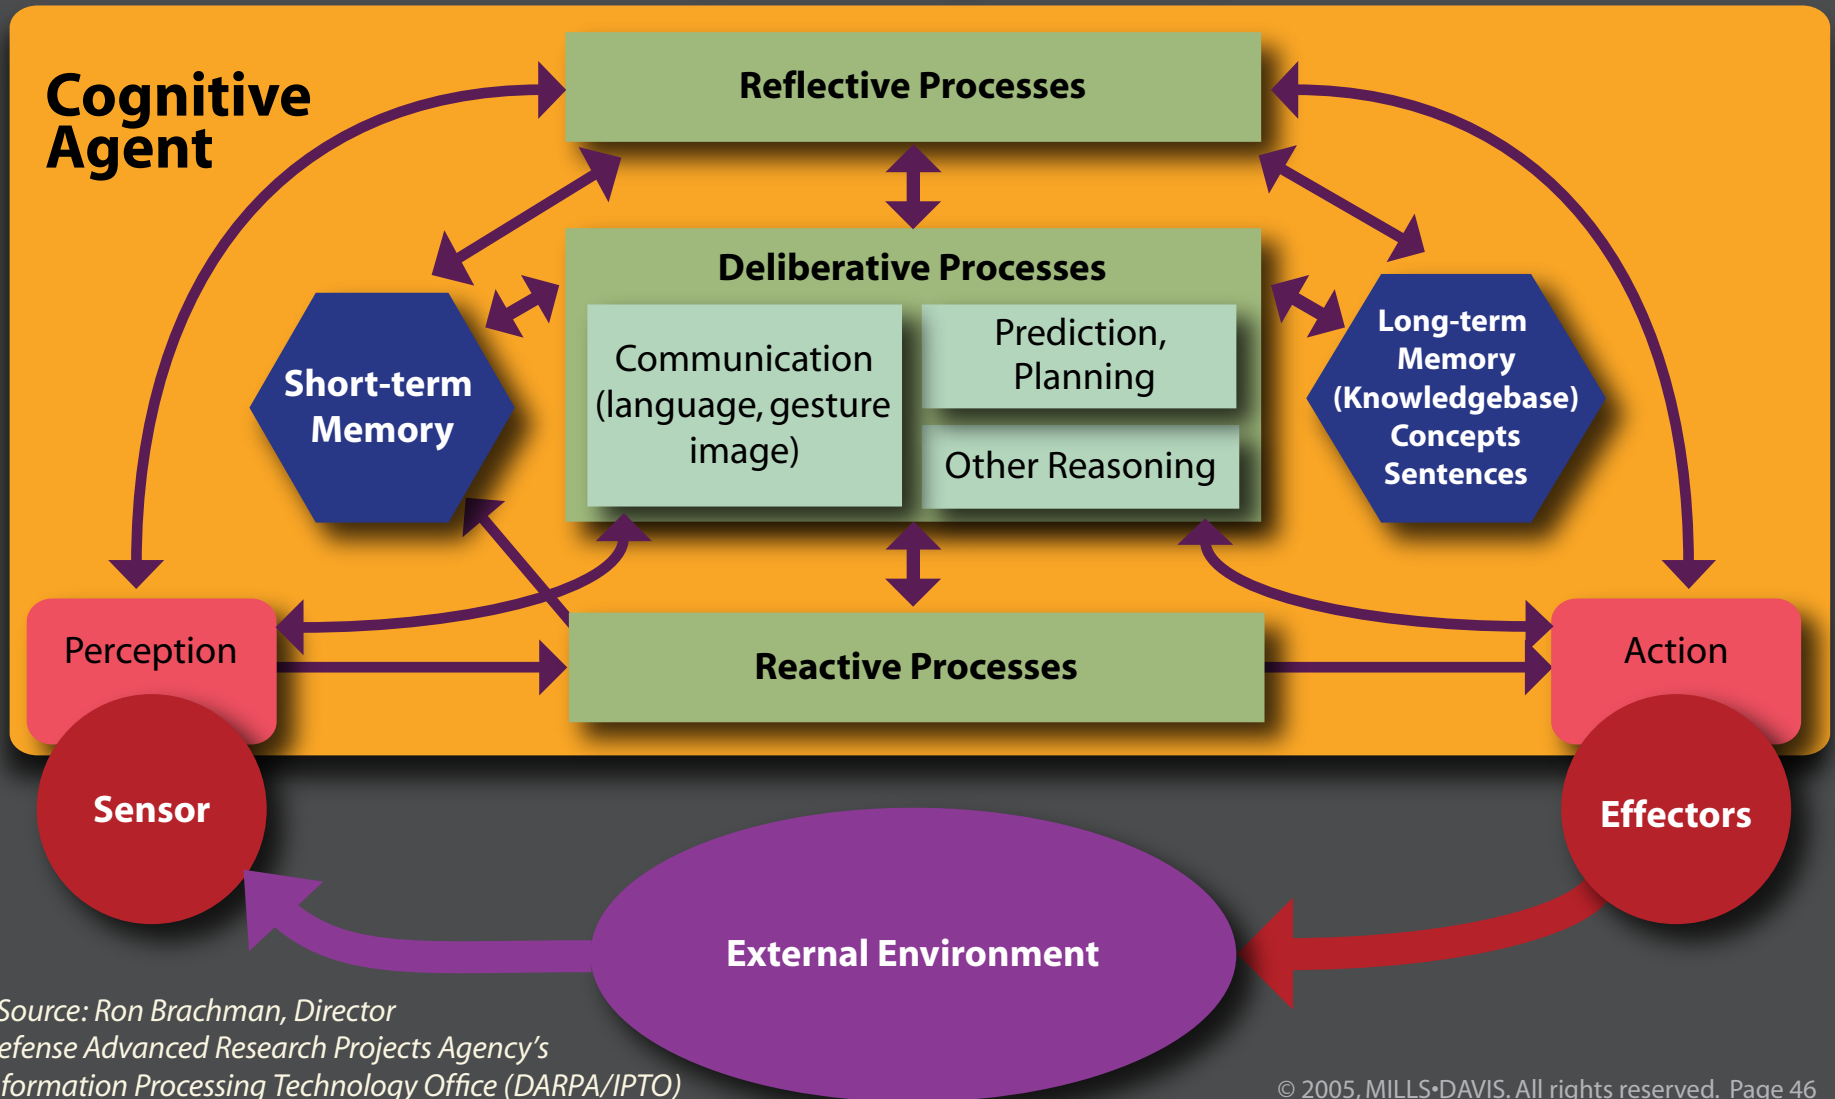 Cognitive
Agent
Reflective Processes
Deliberative Processes
Communication
(language, gesture
image)
Prediction,
Planning
Other Reasoning
Short-term
Memory
Long-term
Memory
(Knowledgebase)
Concepts
Sentences
Perception
Reactive Processes
Action
Sensor
Effectors
External Environment
Source: Ron Brachman, Director
efense Advanced Research Projects Agency's
nformation Processing Technology Office (DARPA/IPTO)
© 2005, MILLS•DAVIS. All rights reserved. Page 46